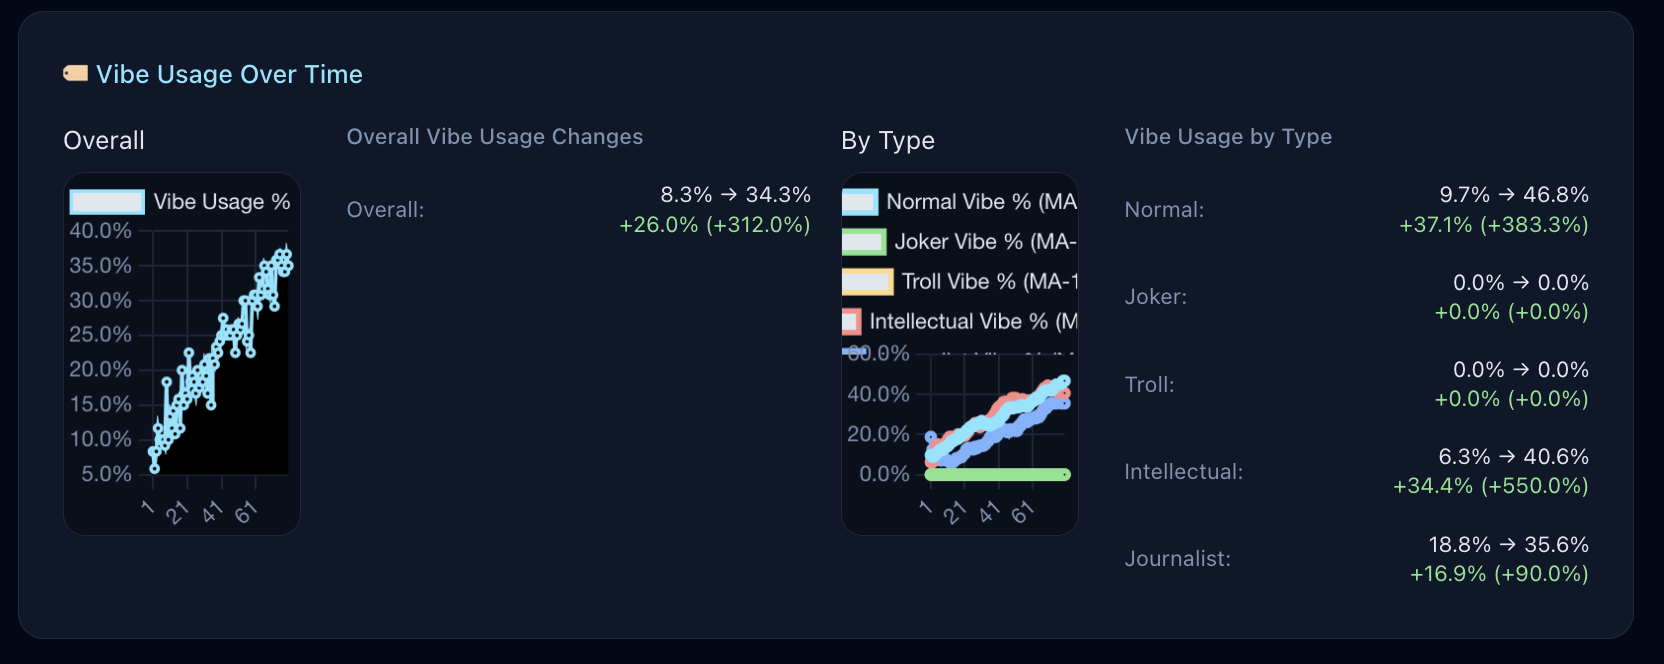 Vibe Usage Over Time
Overall
Vibe Usage %
40.0%
35.0%
30.0%
25.0%
20.0%
15.0%
10.0%
5.0%
1 21 41 61
Overall Vibe Usage Changes
Overall:
8.3% → 34.3%
+26.0% (+312.0%)
By Type
Normal Vibe % (MA
Joker Vibe % (MA-
Troll Vibe % (MA-1
Intellectual Vibe % (M
60.0%
40.0%
20.0%
0.0%
1 21 41 61
Vibe Usage by Type
Normal:
9.7% → 46.8%
+37.1% (+383.3%)
Joker:
0.0% → 0.0%
+0.0% (+0.0%)
Troll:
0.0% → 0.0%
+0.0% (+0.0%)
Intellectual:
6.3% → 40.6%
+34.4% (+550.0%)
Journalist:
18.8% → 35.6%
+16.9% (+90.0%)